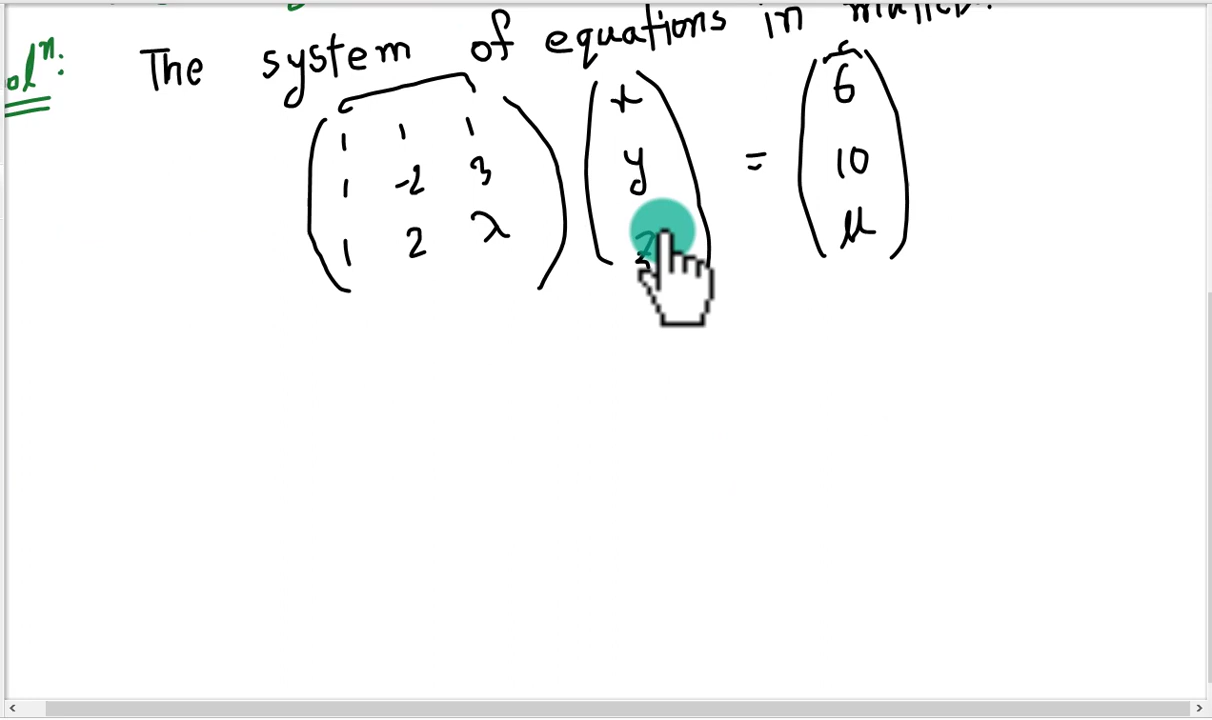 Solⁿ: The system of equations in
( 1 1 1 ) ( x ) = ( 6 )
( 1 -2 3 ) ( y ) = ( 10 )
( 1 2 λ ) ( z ) = ( μ )